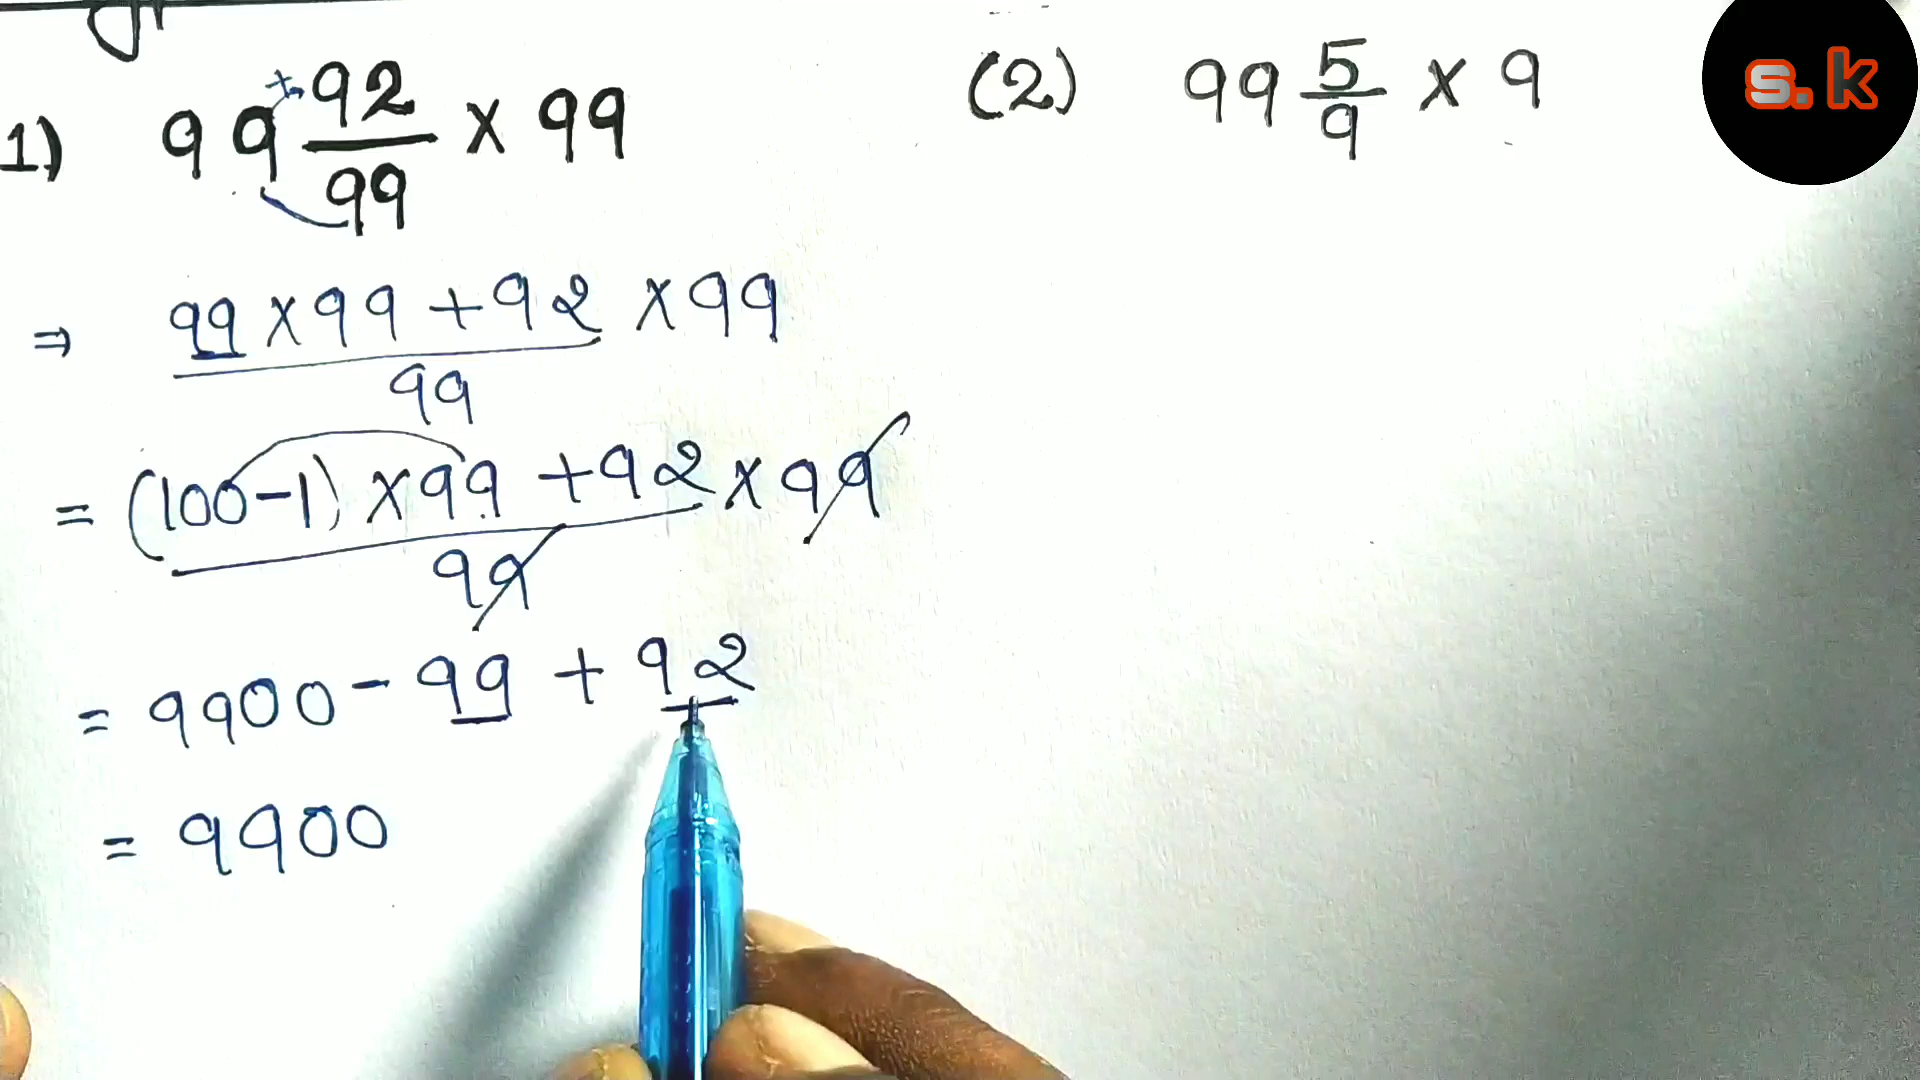 1) 99 92/99 × 99
⇒ 99 × 99 + 92 / 99 × 99
= (100-1) × 99 + 92 / 99 × 99
= 9900 - 99 + 92
= 9900
(2) 99 5/9 × 9
s. k